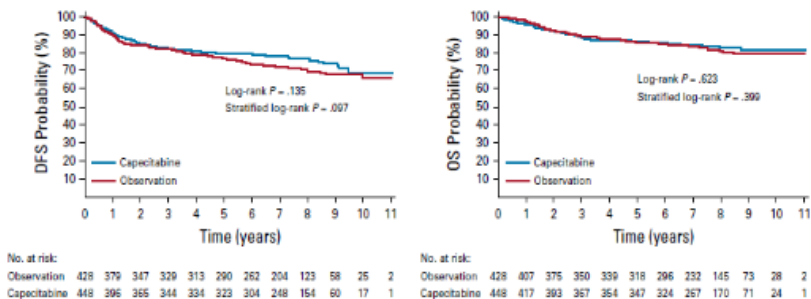 DFS Probability (%)
100
90
80
70
60
50
40
30
20
10
Log-rank P = .135
Stratified log-rank P = .097
Capecitabine
Observation
0 1 2 3 4 5 6 7 8 9 10 11
Time (years)
No. at risk:
Observation 428 379 347 329 313 290 262 204 123 58 25 2
Capecitabine 448 395 365 344 334 323 304 248 154 60 17 1
OS Probability (%)
100
90
80
70
60
50
40
30
20
10
Log-rank P = .623
Stratified log-rank P = .399
Capecitabine
Observation
0 1 2 3 4 5 6 7 8 9 10 11
Time (years)
No. at risk:
Observation 428 407 375 350 339 318 296 232 145 73 28 2
Capecitabine 448 417 393 367 354 347 324 267 170 71 24 1